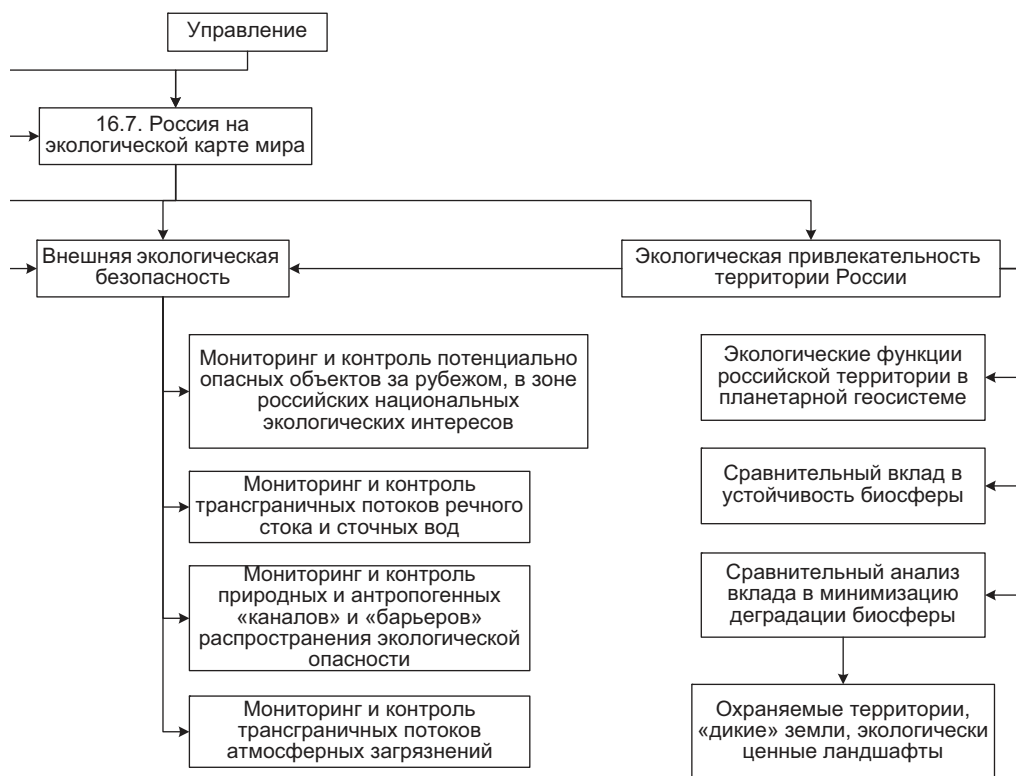 Управление
16.7. Россия на
экологической карте мира
Внешняя экологическая
безопасность
Экологическая привлекательность
территории России
Мониторинг и контроль потенциально
опасных объектов за рубежом, в зоне
российских национальных
экологических интересов
Мониторинг и контроль
трансграничных потоков речного
стока и сточных вод
Мониторинг и контроль
природных и антропогенных
«каналов» и «барьеров»
распространения экологической
опасности
Мониторинг и контроль
трансграничных потоков
атмосферных загрязнений
Экологические функции
российской территории в
планетарной геосистеме
Сравнительный вклад в
устойчивость биосферы
Сравнительный анализ
вклада в минимизацию
деградации биосферы
Охраняемые территории,
«дикие» земли, экологически
ценные ландшафты